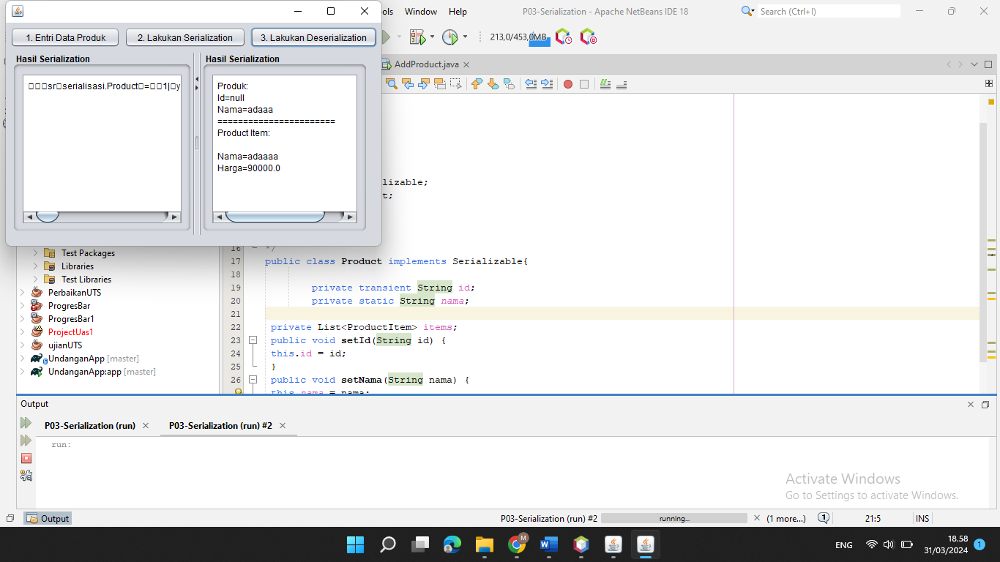 ols Window Help
P03-Serialization - Apache NetBeans IDE 18
Search (Ctrl+I)
1. Entri Data Produk
2. Lakukan Serialization
3. Lakukan Deserialization
213,0/453,0MB
Hasil Serialization
Hasil Serialization
AddProduct.java
sr serialisasi.Product = 1| y
Produk:
Id=null
Nama=adaaa
=======================
Product Item:
Nama=adaaaa
Harga=90000.0
lizable;
t;
Test Packages
Libraries
Test Libraries
PerbaikanUTS
ProgresBar
ProgresBar1
ProjectUas1
ujianUTS
UndanganApp [master]
UndanganApp:app [master]
16 */
17 public class Product implements Serializable{
18
19 private transient String id;
20 private static String nama;
21
22 private List<ProductItem> items;
23 public void setId(String id) {
24 this.id = id;
25 }
26 public void setNama(String nama) {
this.nama = nama;
Output
P03-Serialization (run)
P03-Serialization (run) #2
run:
Activate Windows
Go to Settings to activate Windows.
Output
P03-Serialization (run) #2
running...
(1 more...)
1
21:5
INS
M
ENG
18.58
31/03/2024
1